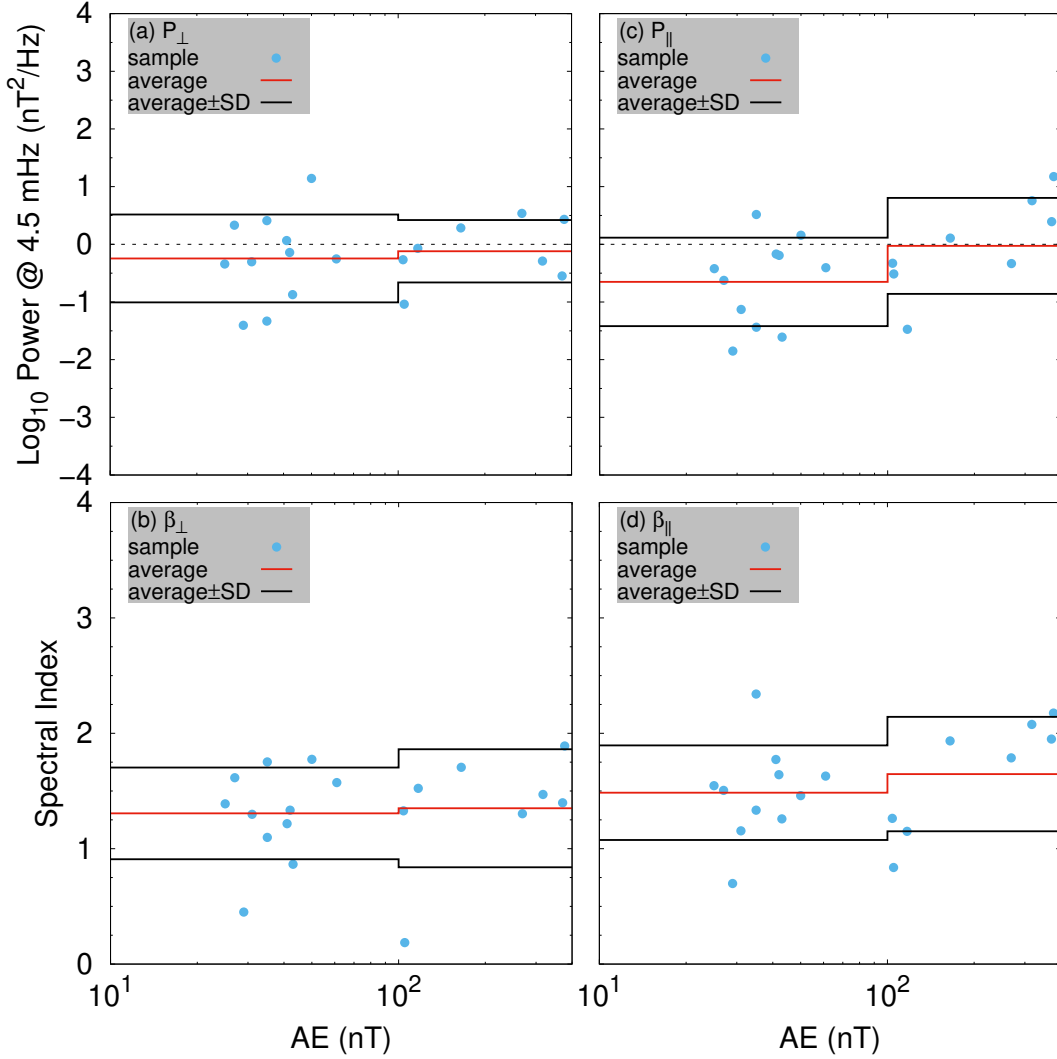 (a) P⊥
sample
average
average±SD
(c) P∥
sample
average
average±SD
Log₁₀ Power @ 4.5 mHz (nT²/Hz)
4
3
2
1
0
−1
−2
−3
−4
(b) β⊥
sample
average
average±SD
(d) β∥
sample
average
average±SD
Spectral Index
4
3
2
1
0
10¹
10²
10¹
10²
AE (nT)
AE (nT)